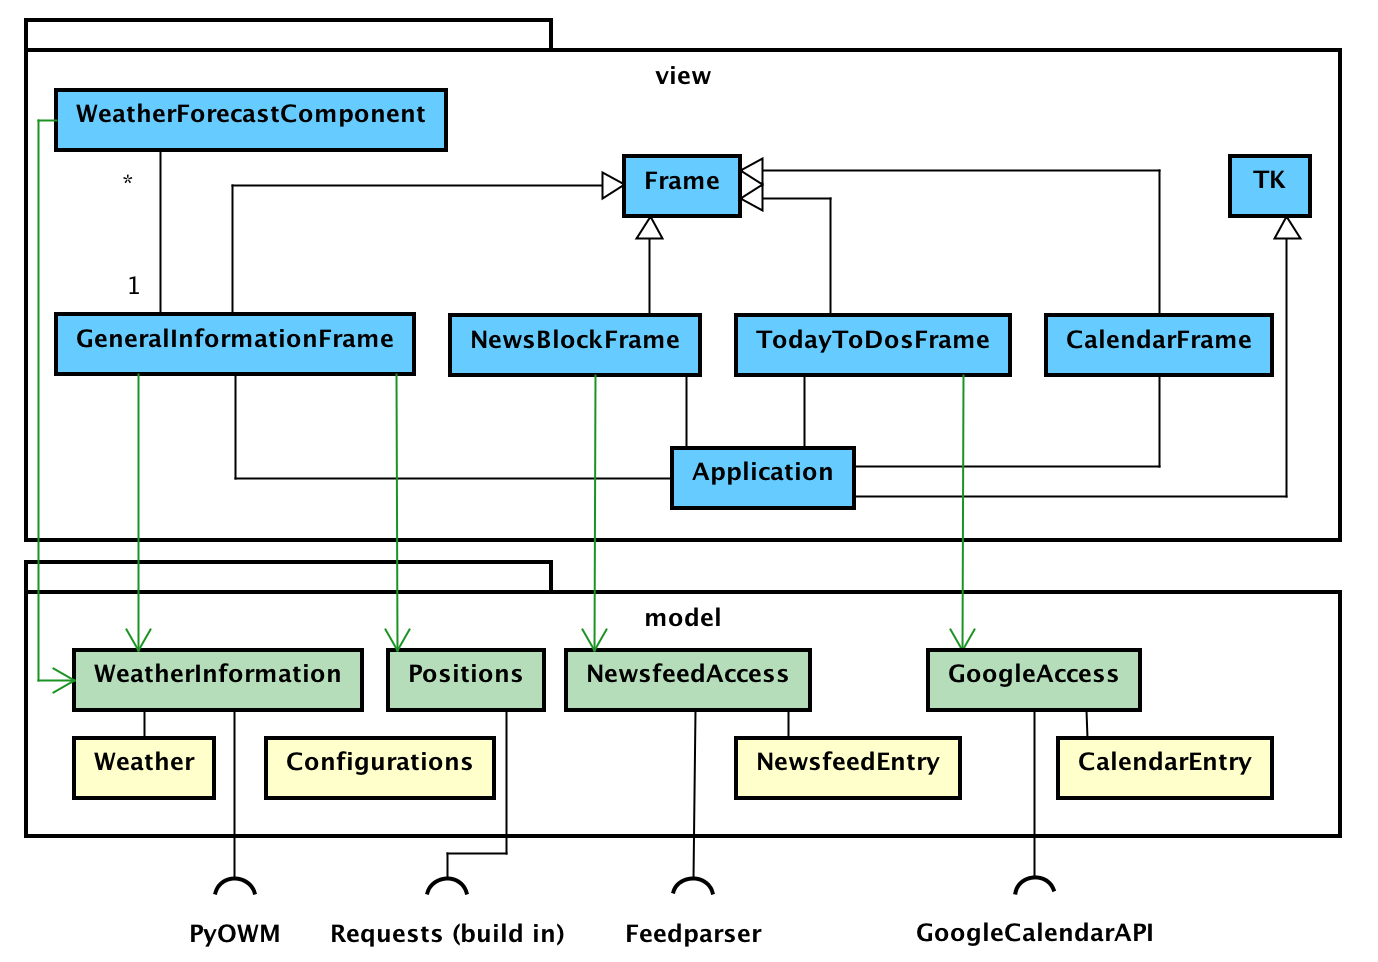 view
WeatherForecastComponent
Frame
TK
*
1
GeneralInformationFrame
NewsBlockFrame
TodayToDosFrame
CalendarFrame
Application
model
WeatherInformation
Positions
NewsfeedAccess
GoogleAccess
Weather
Configurations
NewsfeedEntry
CalendarEntry
PyOWM
Requests (build in)
Feedparser
GoogleCalendarAPI